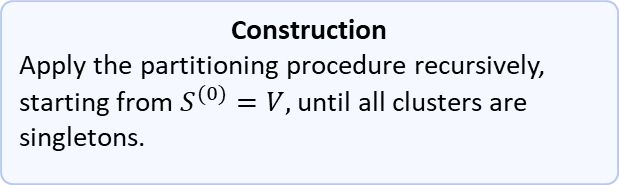 Construction
Apply the partitioning procedure recursively,
starting from S⁽⁰⁾ = V, until all clusters are
singletons.